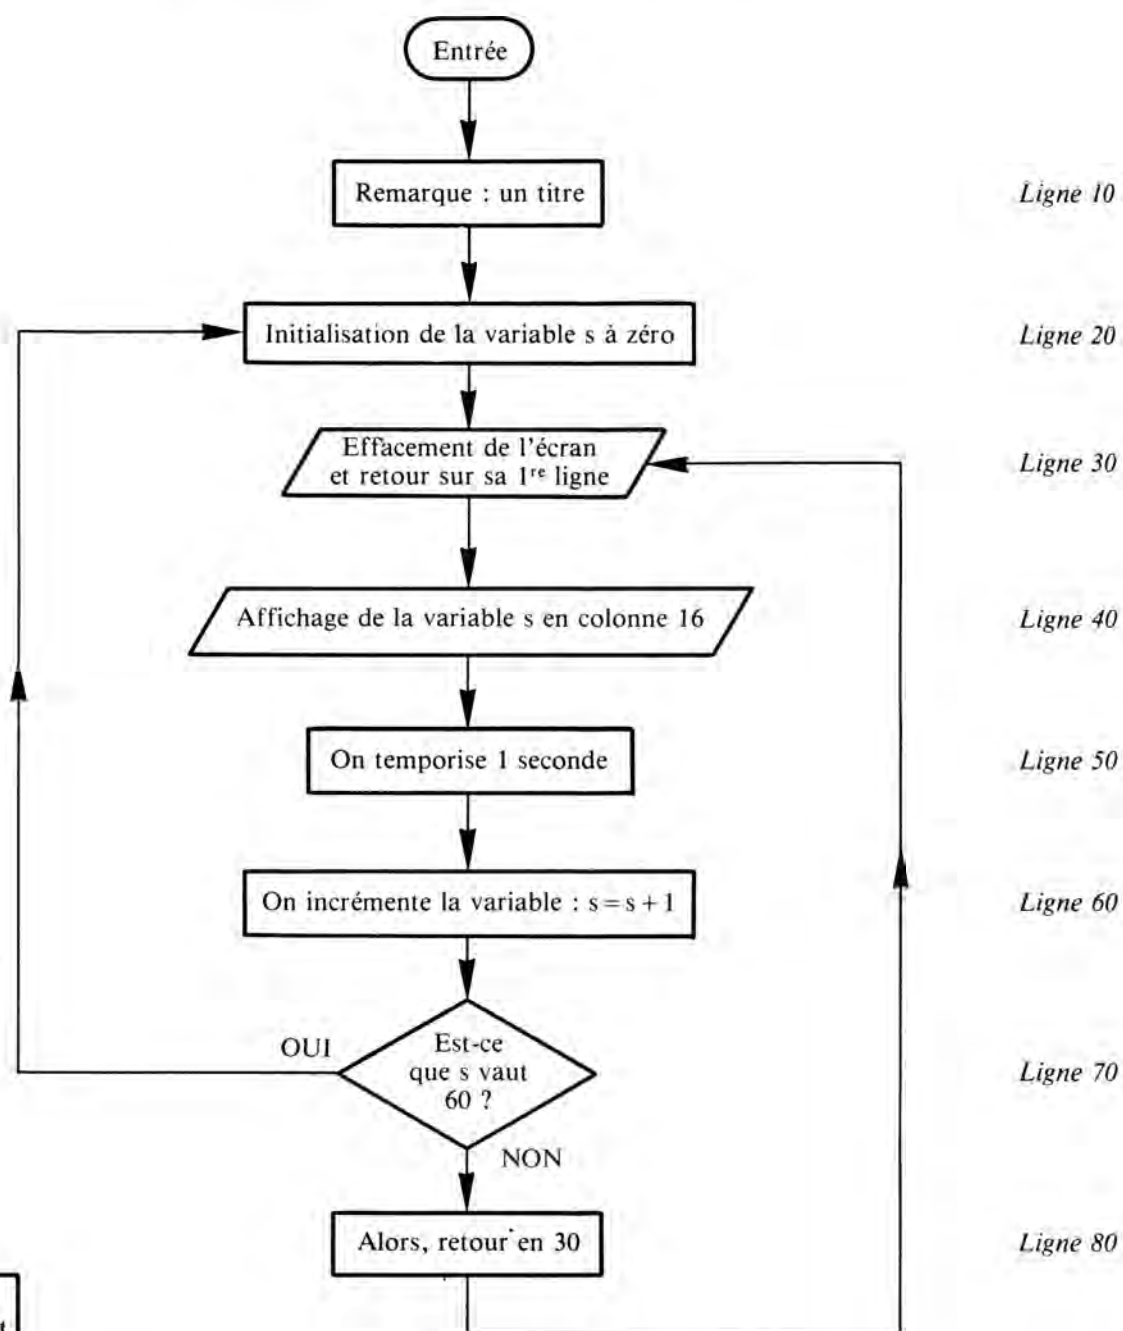 Entrée
Remarque : un titre
Ligne 10
Initialisation de la variable s à zéro
Ligne 20
Effacement de l'écran
et retour sur sa 1re ligne
Ligne 30
Affichage de la variable s en colonne 16
Ligne 40
On temporise 1 seconde
Ligne 50
On incrémente la variable : s = s + 1
Ligne 60
OUI
Est-ce
que s vaut
60 ?
Ligne 70
NON
Alors, retour en 30
Ligne 80